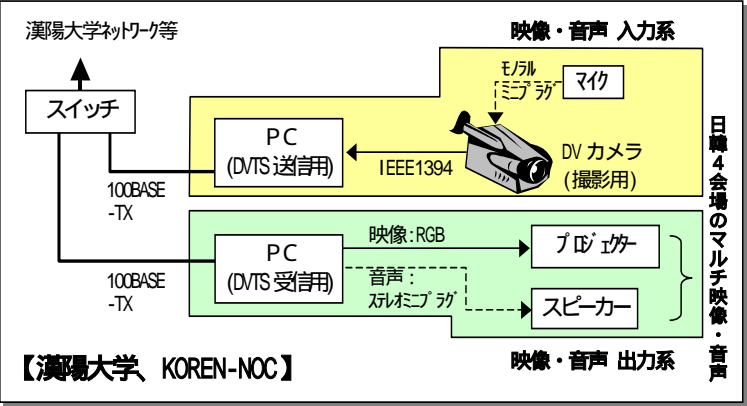 漢陽大学ﾈｯﾄﾜｰｸ等
映像・音声 入力系
スイッチ
モノラル
ミニプラグ
マイク
PC
(DVTS送信用)
IEEE1394
DVカメラ
(撮影用)
100BASE
-TX
日韓4会場のマルチ映像・音声
PC
(DVTS受信用)
映像:RGB
プロジェクター
音声:
ステレオミニプラグ
スピーカー
100BASE
-TX
【漢陽大学、KOREN-NOC】
映像・音声 出力系